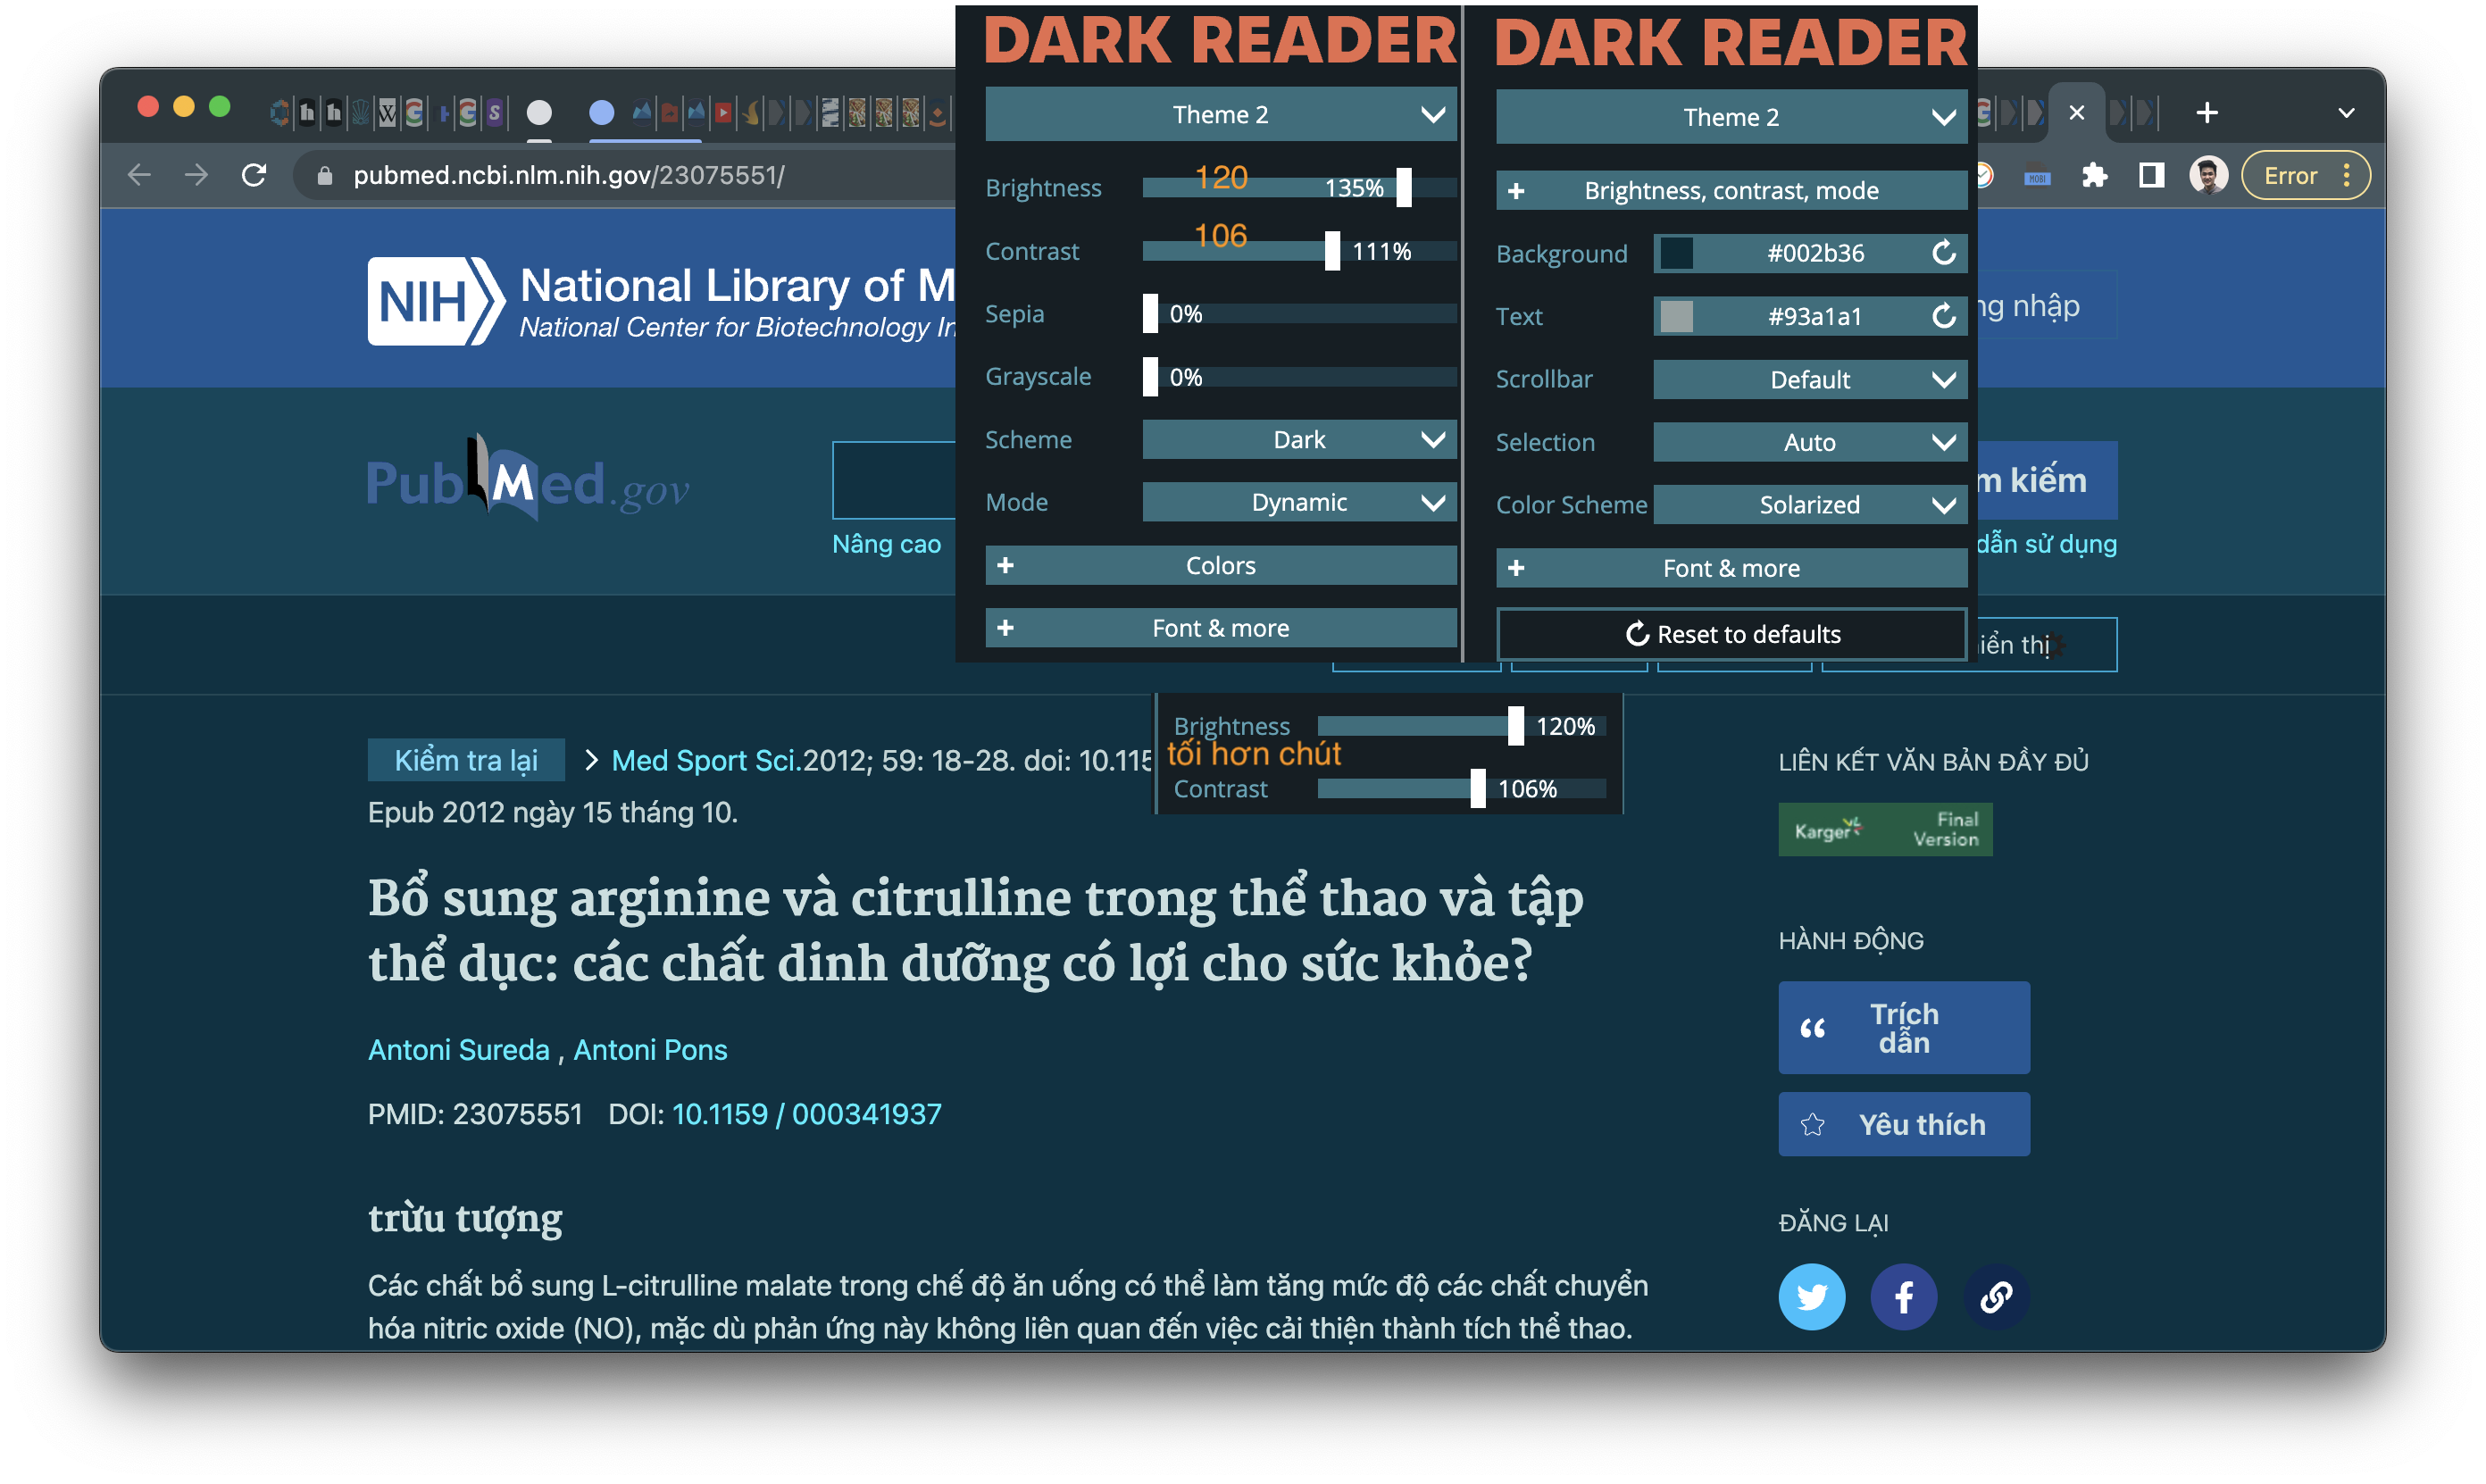 DARK READER
Theme 2
Brightness
120
135%
Contrast
106
111%
Sepia
0%
Grayscale
0%
Scheme
Dark
Mode
Dynamic
+ Colors
+ Font & more
DARK READER
Theme 2
+ Brightness, contrast, mode
Background
#002b36
Text
#93a1a1
Scrollbar
Default
Selection
Auto
Color Scheme
Solarized
+ Font & more
Reset to defaults
pubmed.ncbi.nlm.nih.gov/23075551/
MOBI
Error
NIH
National Library of M
National Center for Biotechnology In
ng nhập
PubMed.gov
m kiếm
Nâng cao
dẫn sử dụng
iển thị
Brightness
120%
tối hơn chút
Contrast
106%
Kiểm tra lại
Med Sport Sci.2012; 59: 18-28. doi: 10.115
Epub 2012 ngày 15 tháng 10.
Bổ sung arginine và citrulline trong thể thao và tập
thể dục: các chất dinh dưỡng có lợi cho sức khỏe?
Antoni Sureda , Antoni Pons
PMID: 23075551 DOI: 10.1159 / 000341937
trừu tượng
Các chất bổ sung L-citrulline malate trong chế độ ăn uống có thể làm tăng mức độ các chất chuyển
hóa nitric oxide (NO), mặc dù phản ứng này không liên quan đến việc cải thiện thành tích thể thao.
LIÊN KẾT VĂN BẢN ĐẦY ĐỦ
Karger
Final
Version
HÀNH ĐỘNG
Trích
dẫn
Yêu thích
ĐĂNG LẠI